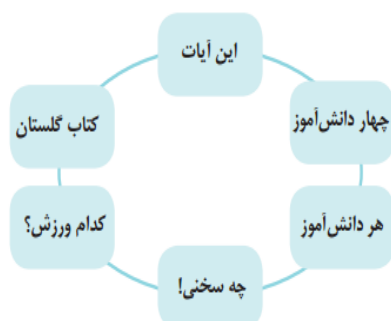 این آیات
چهار دانش‌آموز
هر دانش‌آموز
چه سخنی!
کدام ورزش؟
کتاب گلستان